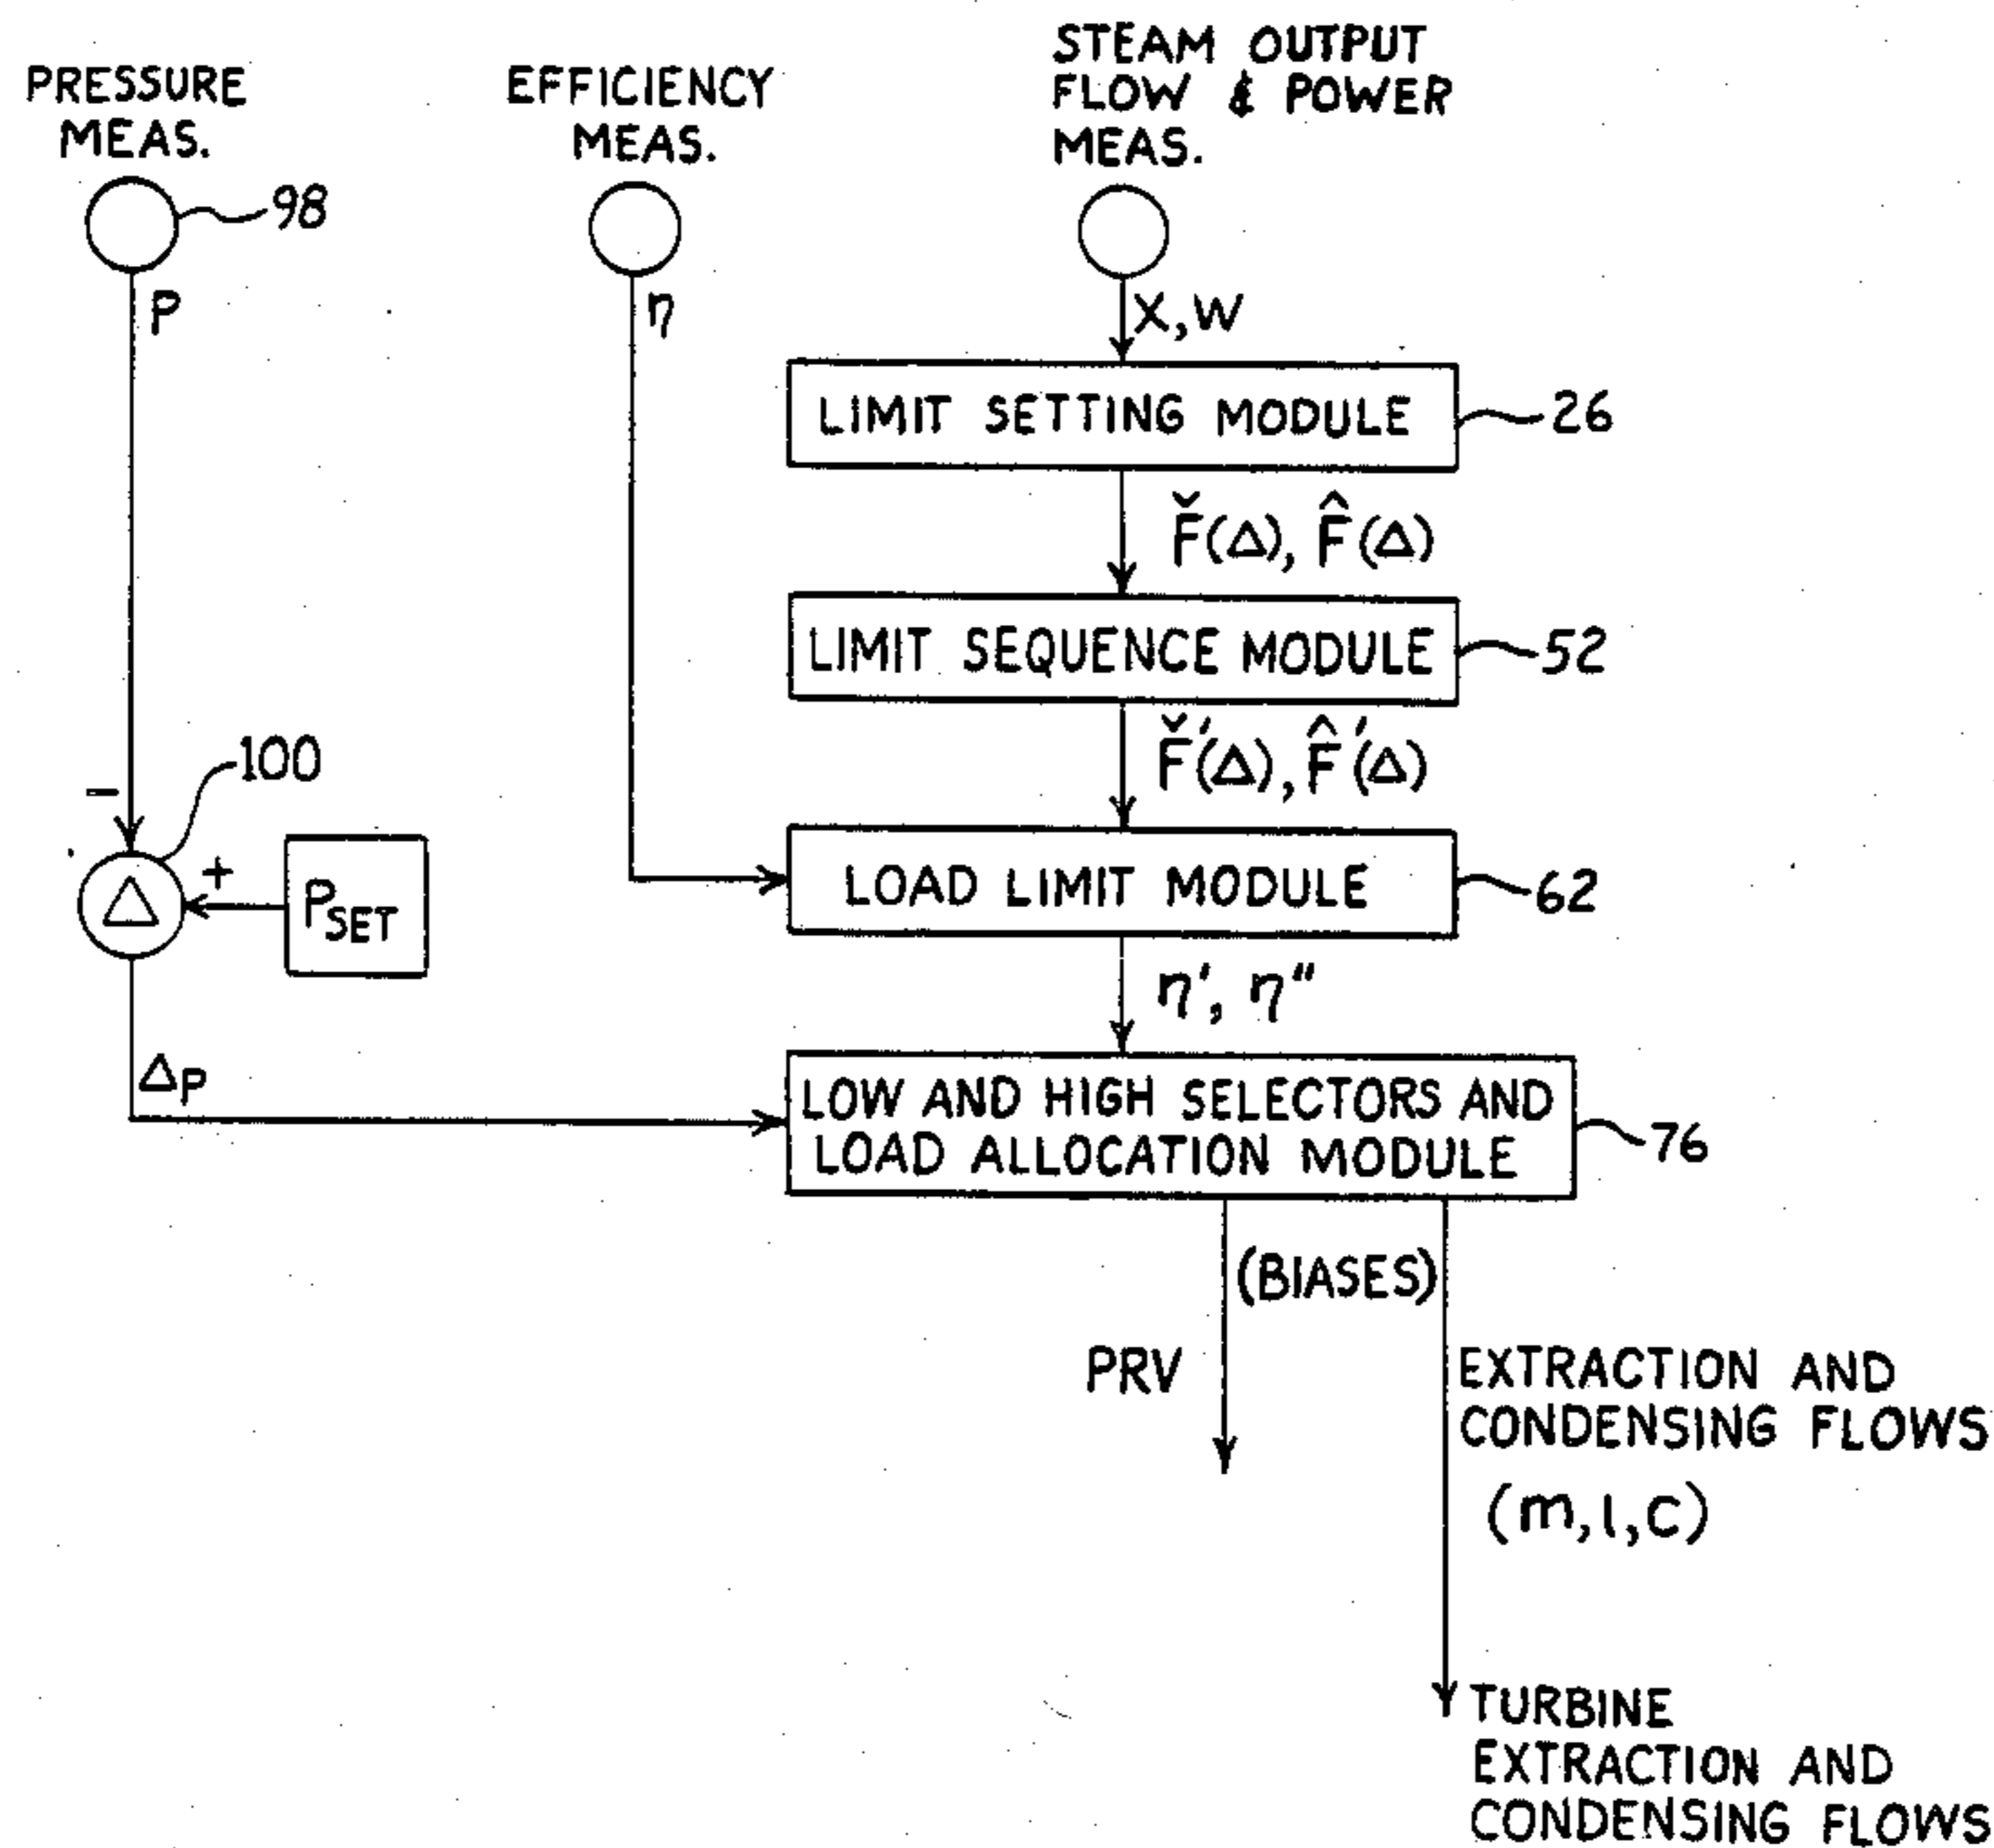 PRESSURE
MEAS.
EFFICIENCY
MEAS.
STEAM OUTPUT
FLOW & POWER
MEAS.
98
P
η
X, W
LIMIT SETTING MODULE
26
F̌(Δ), F̂(Δ)
LIMIT SEQUENCE MODULE
52
F̌'(Δ), F̂'(Δ)
100
-
+
Δ
PSET
LOAD LIMIT MODULE
62
η', η"
ΔP
LOW AND HIGH SELECTORS AND
LOAD ALLOCATION MODULE
76
(BIASES)
PRV
EXTRACTION AND
CONDENSING FLOWS
(m, l, c)
TURBINE
EXTRACTION AND
CONDENSING FLOWS